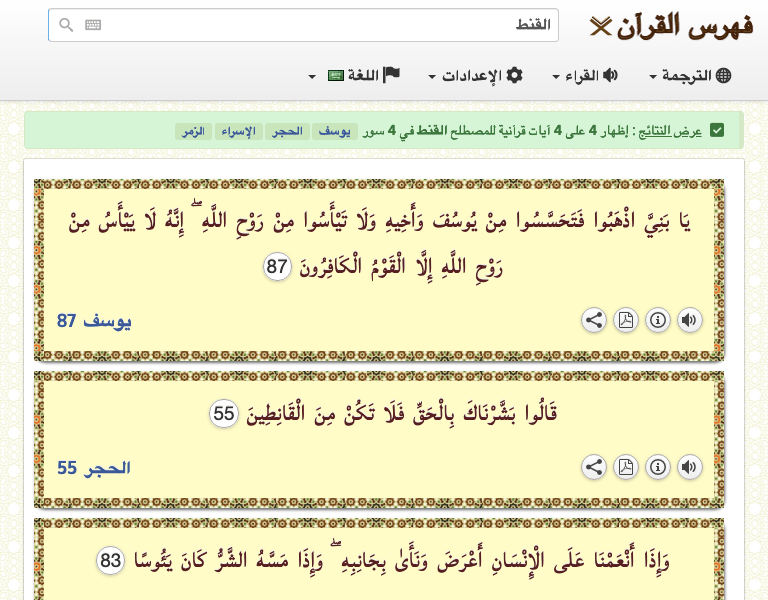 فهرس القرآن
القنط
الترجمة
القراء
الإعدادات
اللغة
عرض النتائج : إظهار 4 على 4 آيات قرآنية للمصطلح القنط في 4 سور يوسف الحجر الإسراء الزمر
يَا بَنِيَّ اذْهَبُوا فَتَحَسَّسُوا مِنْ يُوسُفَ وَأَخِيهِ وَلَا تَيْأَسُوا مِنْ رَوْحِ اللَّهِ ۖ إِنَّهُ لَا يَيْأَسُ مِنْ
رَوْحِ اللَّهِ إِلَّا الْقَوْمُ الْكَافِرُونَ 87
يوسف 87
قَالُوا بَشَّرْنَاكَ بِالْحَقِّ فَلَا تَكُنْ مِنَ الْقَانِطِينَ 55
الحجر 55
وَإِذَا أَنْعَمْنَا عَلَى الْإِنْسَانِ أَعْرَضَ وَنَأَىٰ بِجَانِبِهِ ۖ وَإِذَا مَسَّهُ الشَّرُّ كَانَ يَئُوسًا 83